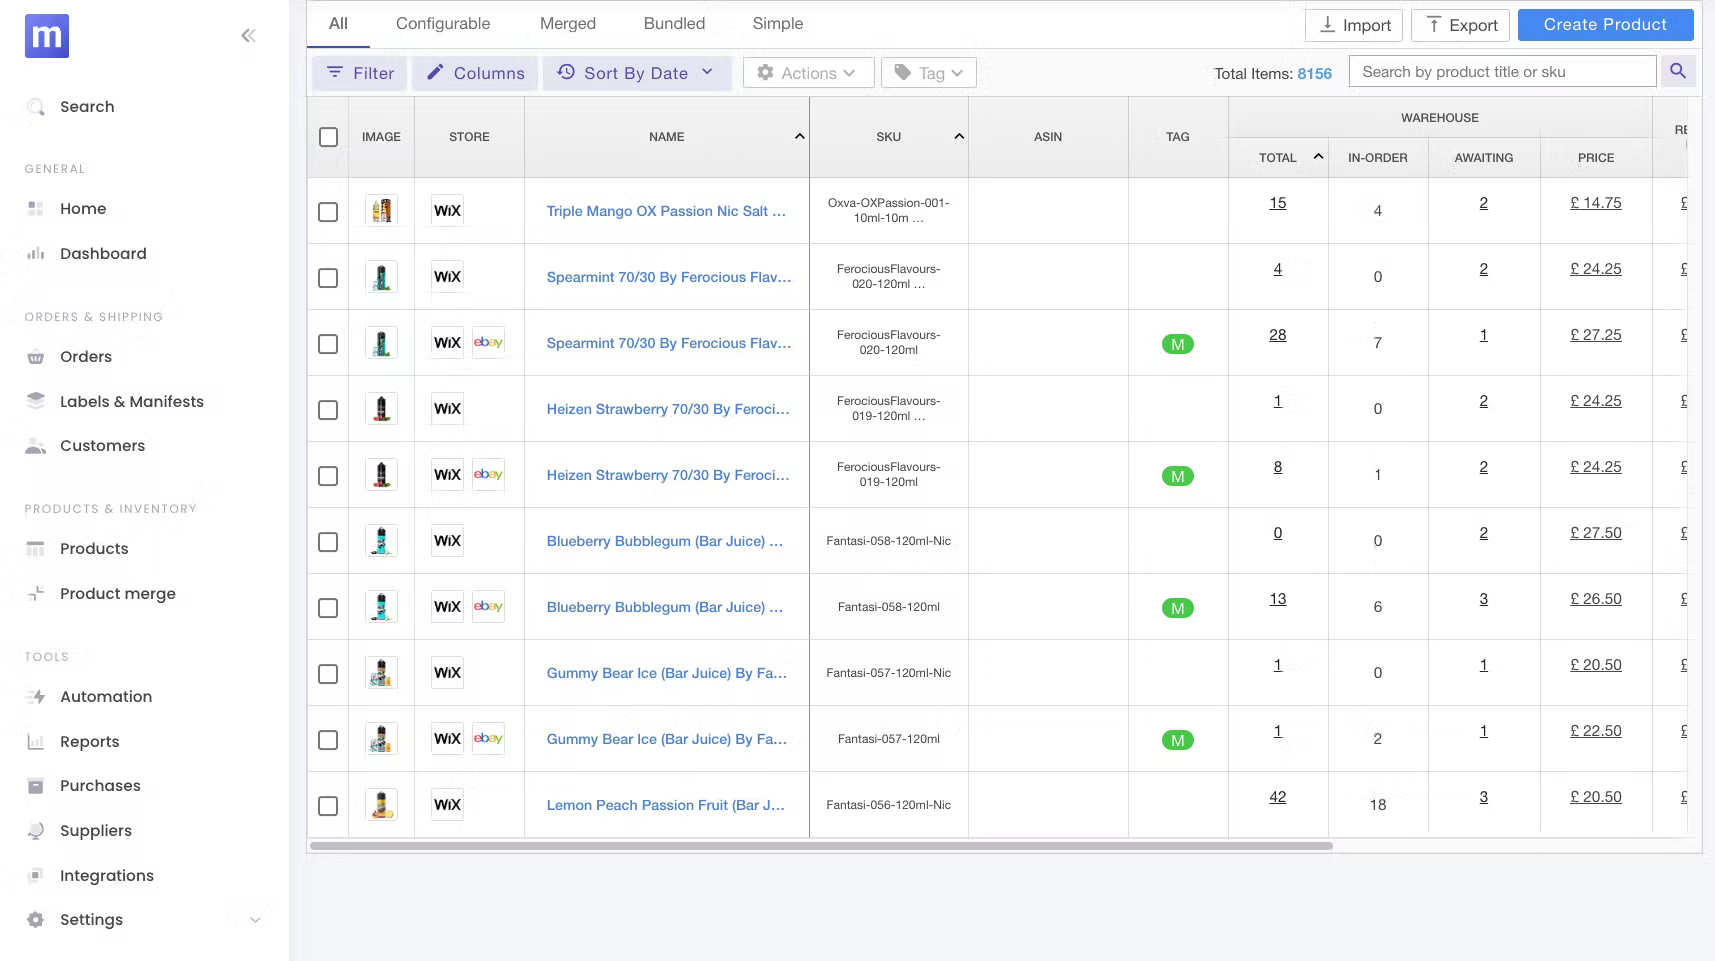 m
Search
GENERAL
Home
Dashboard
ORDERS & SHIPPING
Orders
Labels & Manifests
Customers
PRODUCTS & INVENTORY
Products
Product merge
TOOLS
Automation
Reports
Purchases
Suppliers
Integrations
Settings
All Configurable Merged Bundled Simple Import Export Create Product
Filter Columns Sort By Date Actions Tag Total Items: 8156 Search by product title or sku
IMAGE STORE NAME SKU ASIN TAG WAREHOUSE RE
TOTAL IN-ORDER AWAITING PRICE
WiX Triple Mango OX Passion Nic Salt ... Oxva-OXPassion-001- 15 4 2 £ 14.75 £
10ml-10m ...
WiX Spearmint 70/30 By Ferocious Flav... FerociousFlavours- 4 0 2 £ 24.25 £
020-120ml ...
WiX ebay Spearmint 70/30 By Ferocious Flav... FerociousFlavours- M 28 7 1 £ 27.25 £
020-120ml
WiX Heizen Strawberry 70/30 By Feroci... FerociousFlavours- 1 0 2 £ 24.25 £
019-120ml ...
WiX ebay Heizen Strawberry 70/30 By Feroci... FerociousFlavours- M 8 1 2 £ 24.25 £
019-120ml
WiX Blueberry Bubblegum (Bar Juice) ... Fantasi-058-120ml-Nic 0 0 2 £ 27.50 £
WiX ebay Blueberry Bubblegum (Bar Juice) ... Fantasi-058-120ml M 13 6 3 £ 26.50 £
WiX Gummy Bear Ice (Bar Juice) By Fa... Fantasi-057-120ml-Nic 1 0 1 £ 20.50 £
WiX ebay Gummy Bear Ice (Bar Juice) By Fa... Fantasi-057-120ml M 1 2 1 £ 22.50 £
WiX Lemon Peach Passion Fruit (Bar J... Fantasi-056-120ml-Nic 42 18 3 £ 20.50 £